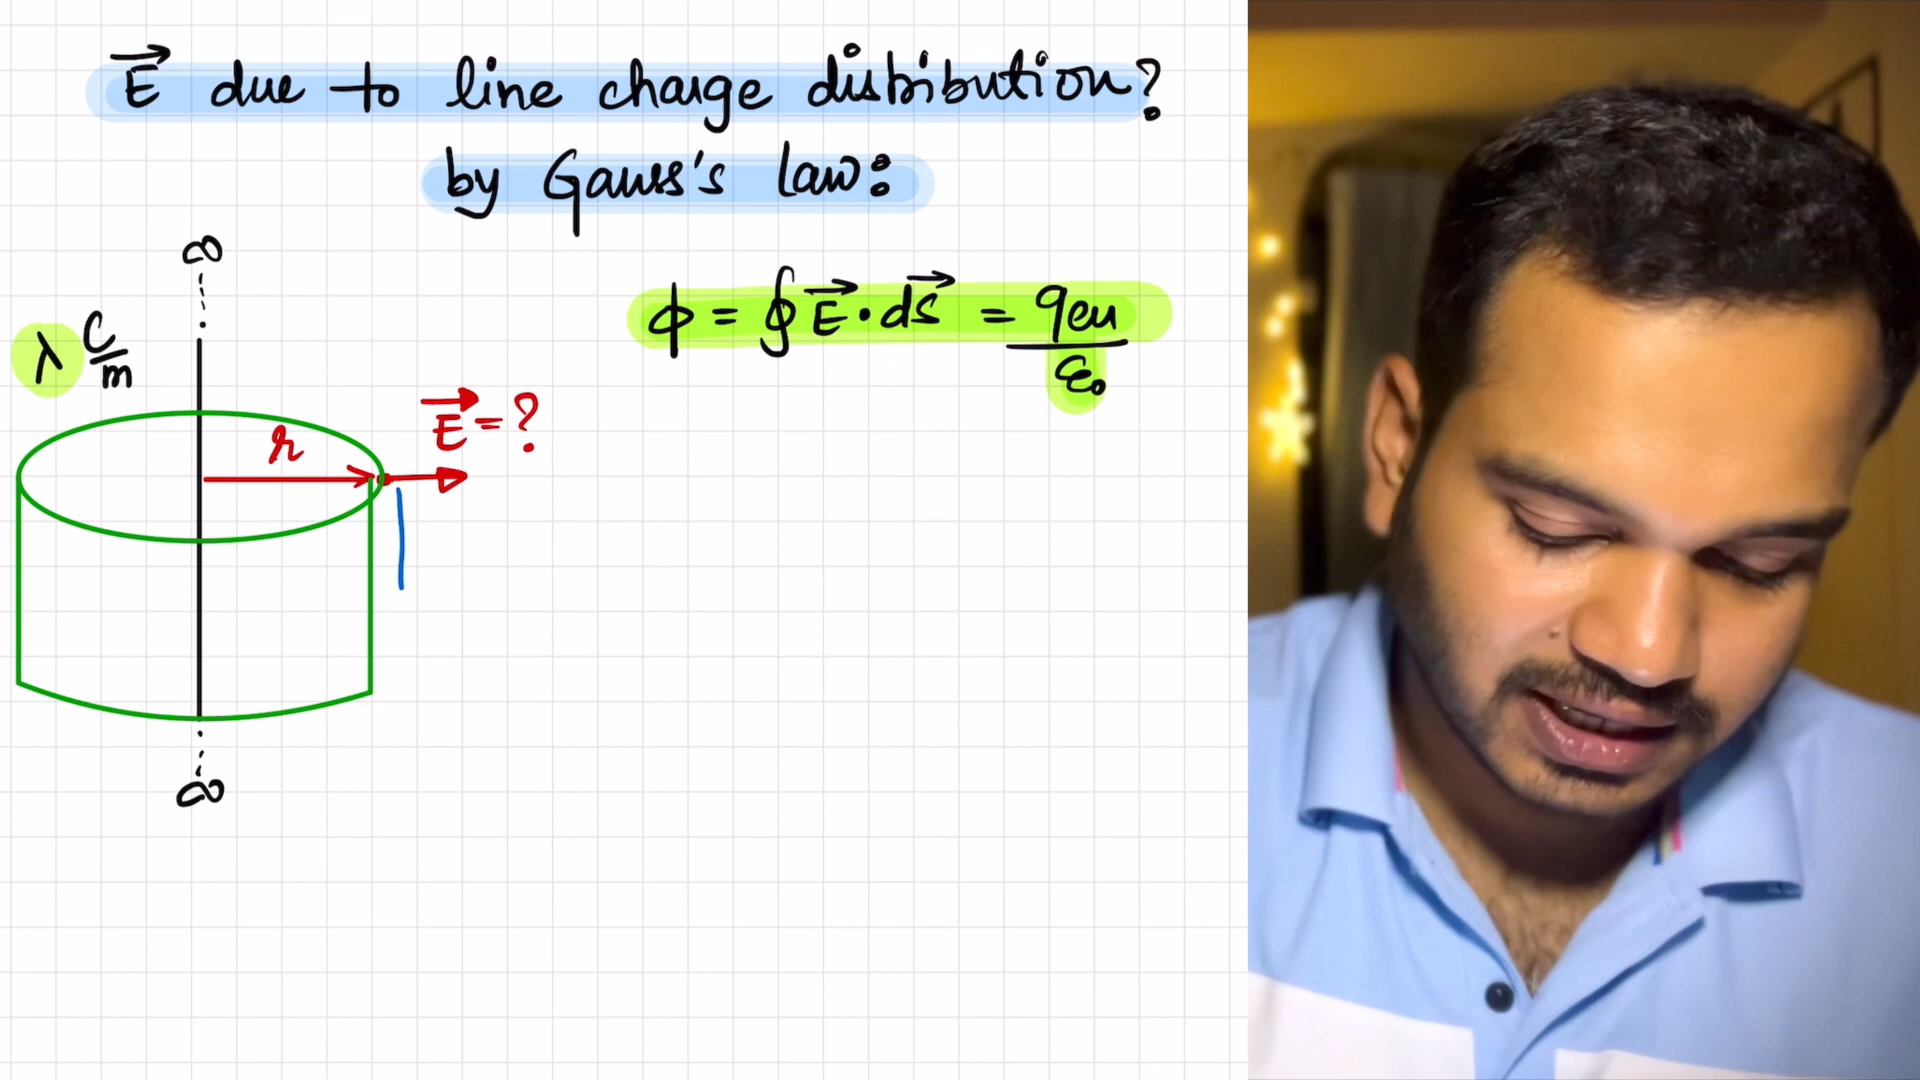 E due to line charge distribution?
by Gauss's law:
∞
ϕ = ∮ E · ds = qen/ε₀
λ C/m
E = ?
r
∞